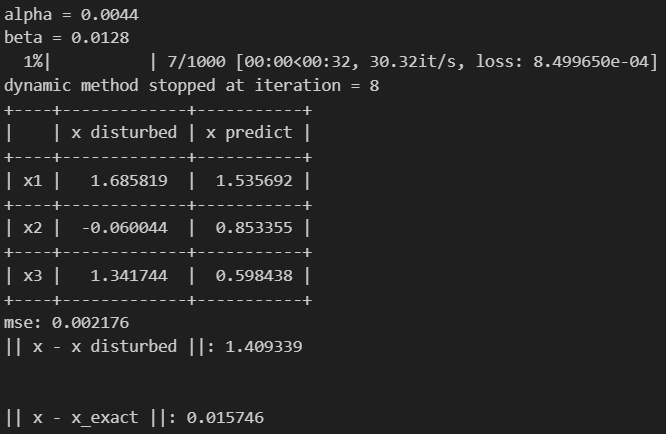 alpha = 0.0044
beta = 0.0128
  1%|          | 7/1000 [00:00<00:32, 30.32it/s, loss: 8.499650e-04]
dynamic method stopped at iteration = 8
+----+-------------+-----------+
|    | x disturbed | x predict |
+----+-------------+-----------+
| x1 |   1.685819  |  1.535692 |
+----+-------------+-----------+
| x2 |  -0.060044  |  0.853355 |
+----+-------------+-----------+
| x3 |   1.341744  |  0.598438 |
+----+-------------+-----------+
mse: 0.002176
|| x - x disturbed ||: 1.409339
|| x - x_exact ||: 0.015746